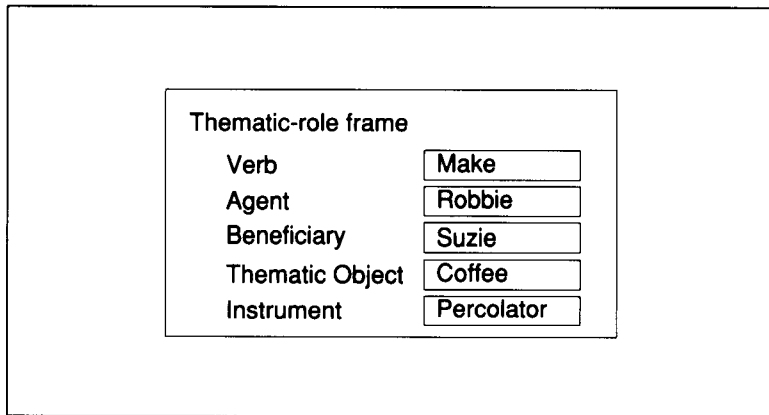 Thematic-role frame
Verb Make
Agent Robbie
Beneficiary Suzie
Thematic Object Coffee
Instrument Percolator